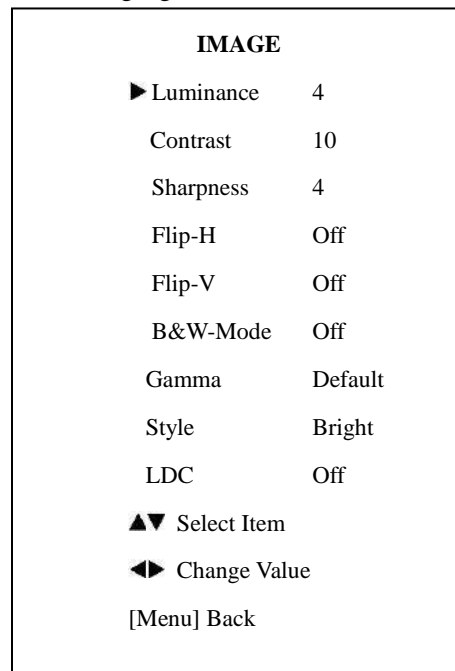 IMAGE
▶Luminance 4
Contrast 10
Sharpness 4
Flip-H Off
Flip-V Off
B&W-Mode Off
Gamma Default
Style Bright
LDC Off
▲▼ Select Item
◀▶ Change Value
[Menu] Back